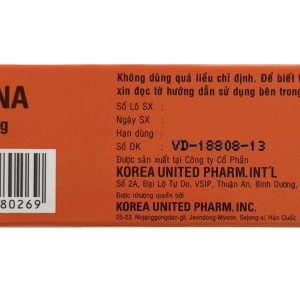 NA
g
80269
Không dùng quá liều chỉ định. Để biết t
xin đọc tờ hướng dẫn sử dụng bên trong
Số Lô SX :
Ngày SX :
Hạn dùng :
Số ĐK : VD-18808-13
Được sản xuất tại Công ty Cổ Phần
KOREA UNITED PHARM. INT'L
Số 2A, Đại Lộ Tự Do, VSIP, Thuận An, Bình Dương,
Được nhượng quyền bởi
KOREA UNITED PHARM. INC.
25-23, Nojanggongdan-gil, Jeondong-Myeon, Sejong-si, Hàn Quốc.